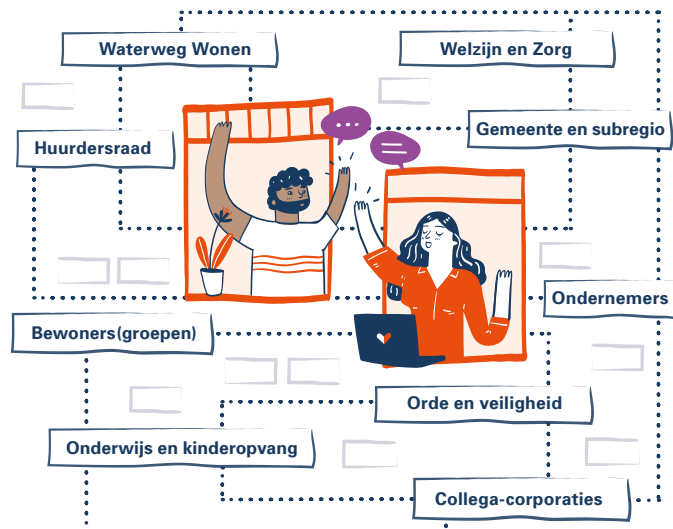 Waterweg Wonen
Welzijn en Zorg
Gemeente en subregio
Huurdersraad
Ondernemers
Bewoners(groepen)
Orde en veiligheid
Onderwijs en kinderopvang
Collega-corporaties